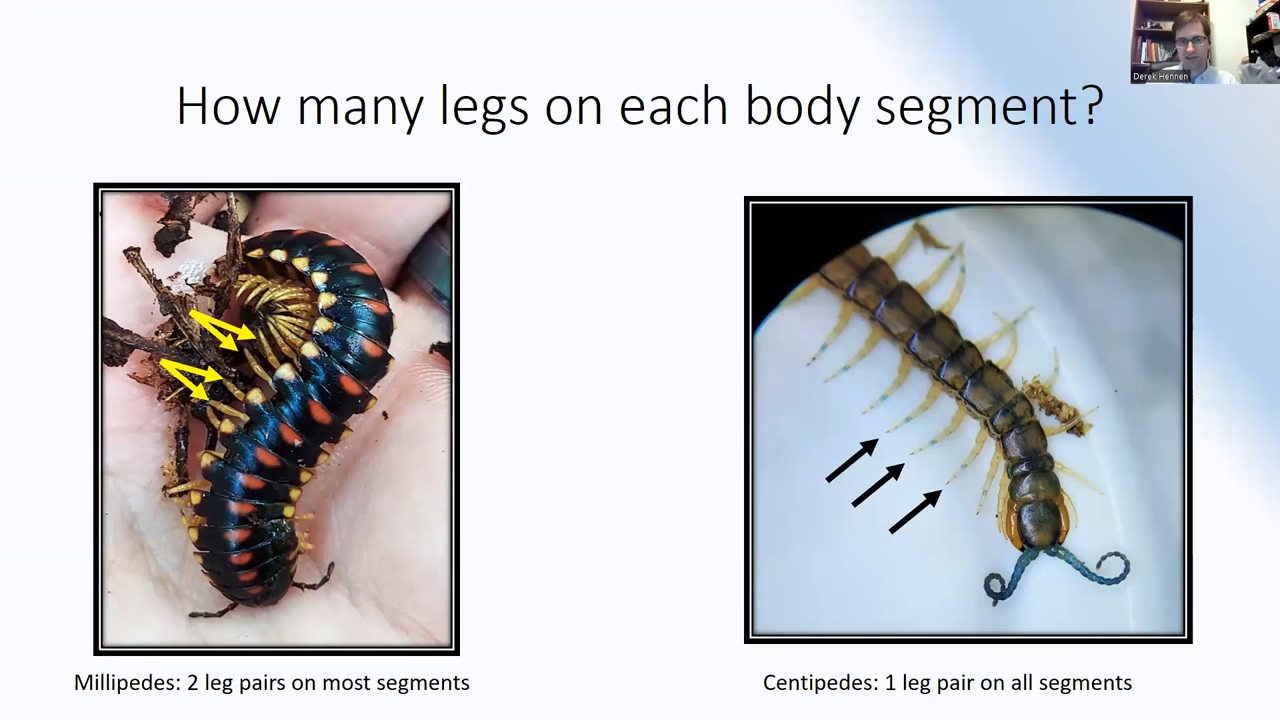 Derek Hennen
How many legs on each body segment?
Millipedes: 2 leg pairs on most segments
Centipedes: 1 leg pair on all segments